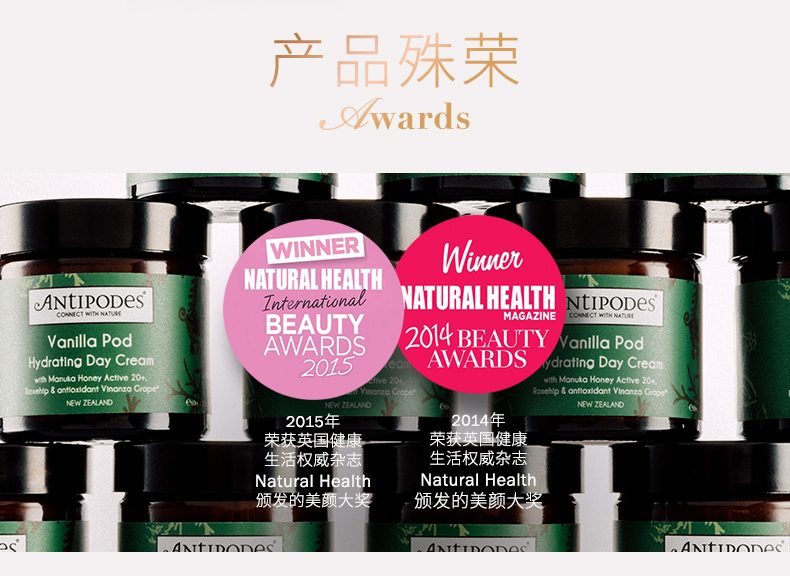 产品殊荣
Awards
WINNER
NATURAL HEALTH
International
BEAUTY
AWARDS
2015
Winner
NATURAL HEALTH
MAGAZINE
2014 BEAUTY
AWARDS
ANTIPODES®
CONNECT WITH NATURE
Vanilla Pod
Hydrating Day Cream
with Manuka Honey Active 20+,
Rosehip & antioxidant Vinanza Grape®
NEW ZEALAND
NTIPODES®
CONNECT WITH NATURE
Vanilla Pod
Hydrating Day Cream
with Manuka Honey Active 20+,
Rosehip & antioxidant Vinanza Grape®
NEW ZEALAND
2015年
荣获英国健康
生活权威杂志
Natural Health
颁发的美颜大奖
2014年
荣获英国健康
生活权威杂志
Natural Health
颁发的美颜大奖
ANTIPODES®
ANTIPODES®